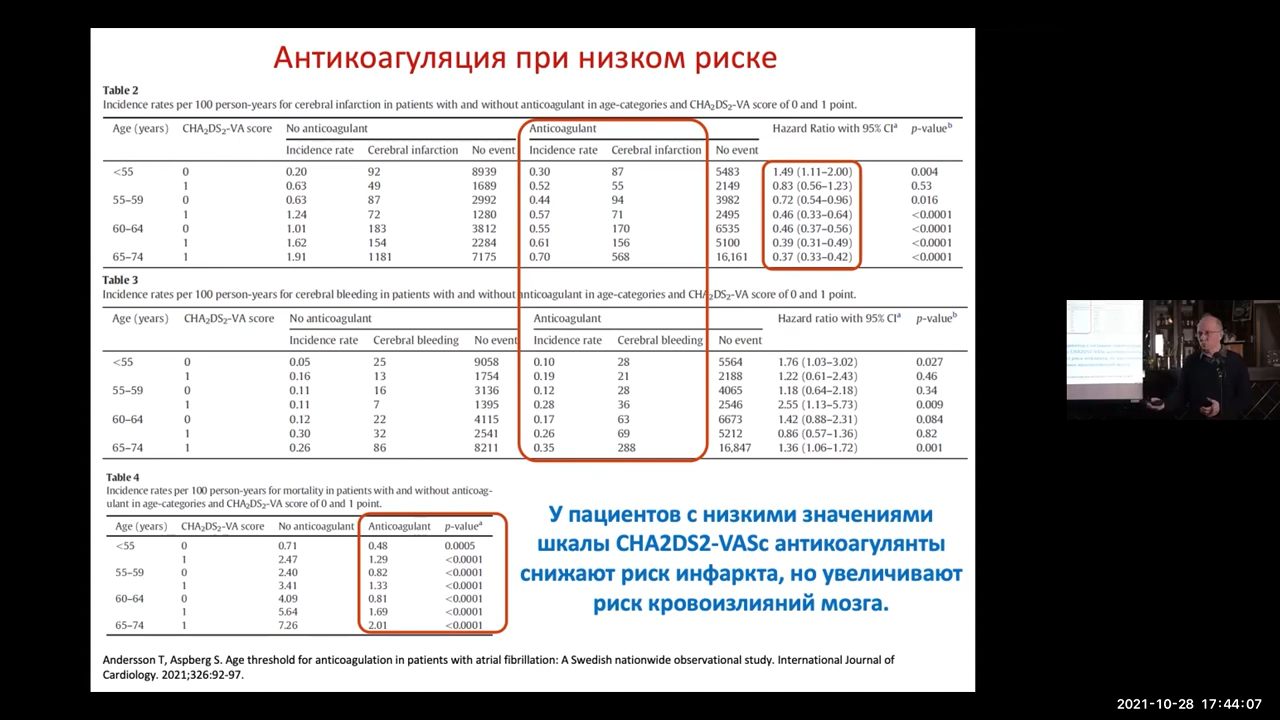 Антикоагуляция при низком риске
Table 2
Incidence rates per 100 person-years for cerebral infarction in patients with and without anticoagulant in age-categories and CHA₂DS₂-VA score of 0 and 1 point.
Age (years) CHA₂DS₂-VA score No anticoagulant Anticoagulant Hazard Ratio with 95% CIᵃ p-valueᵇ
Incidence rate Cerebral infarction No event Incidence rate Cerebral infarction No event
<55 0 0.20 92 8939 0.30 87 5483 1.49 (1.11–2.00) 0.004
1 0.63 49 1689 0.52 55 2149 0.83 (0.56–1.23) 0.53
55–59 0 0.63 87 2992 0.44 94 3982 0.72 (0.54–0.96) 0.016
1 1.24 72 1280 0.57 71 2495 0.46 (0.33–0.64) <0.0001
60–64 0 1.01 183 3812 0.55 170 6535 0.46 (0.37–0.56) <0.0001
1 1.62 154 2284 0.61 156 5100 0.39 (0.31–0.49) <0.0001
65–74 1 1.91 1181 7175 0.70 568 16,161 0.37 (0.33–0.42) <0.0001
Table 3
Incidence rates per 100 person-years for cerebral bleeding in patients with and without anticoagulant in age-categories and CHA₂DS₂-VA score of 0 and 1 point.
Age (years) CHA₂DS₂-VA score No anticoagulant Anticoagulant Hazard ratio with 95% CIᵃ p-valueᵇ
Incidence rate Cerebral bleeding No event Incidence rate Cerebral bleeding No event
<55 0 0.05 25 9058 0.10 28 5564 1.76 (1.03–3.02) 0.027
1 0.16 13 1754 0.19 21 2188 1.22 (0.61–2.43) 0.46
55–59 0 0.11 16 3136 0.12 28 4065 1.18 (0.64–2.18) 0.34
1 0.11 7 1395 0.28 36 2546 2.55 (1.13–5.73) 0.009
60–64 0 0.12 22 4115 0.17 63 6673 1.42 (0.88–2.31) 0.084
1 0.30 32 2541 0.26 69 5212 0.86 (0.57–1.36) 0.82
65–74 1 0.26 86 8211 0.35 288 16,847 1.36 (1.06–1.72) 0.001
Table 4
Incidence rates per 100 person-years for mortality in patients with and without anticoag-
ulant in age-categories and CHA₂DS₂-VA score of 0 and 1 point.
Age (years) CHA₂DS₂-VA score No anticoagulant Anticoagulant p-valueᵃ
<55 0 0.71 0.48 0.0005
1 2.47 1.29 <0.0001
55–59 0 2.40 0.82 <0.0001
1 3.41 1.33 <0.0001
60–64 0 4.09 0.81 <0.0001
1 5.64 1.69 <0.0001
65–74 1 7.26 2.01 <0.0001
У пациентов с низкими значениями
шкалы CHA2DS2-VASc антикоагулянты
снижают риск инфаркта, но увеличивают
риск кровоизлияний мозга.
Andersson T, Aspberg S. Age threshold for anticoagulation in patients with atrial fibrillation: A Swedish nationwide observational study. International Journal of
Cardiology. 2021;326:92-97.
2021-10-28 17:44:07